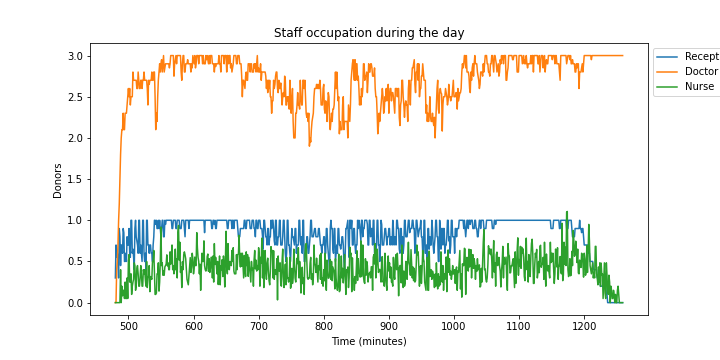 Staff occupation during the day
Donors
3.0
2.5
2.0
1.5
1.0
0.5
0.0
500
600
700
800
900
1000
1100
1200
Time (minutes)
Recept
Doctor
Nurse